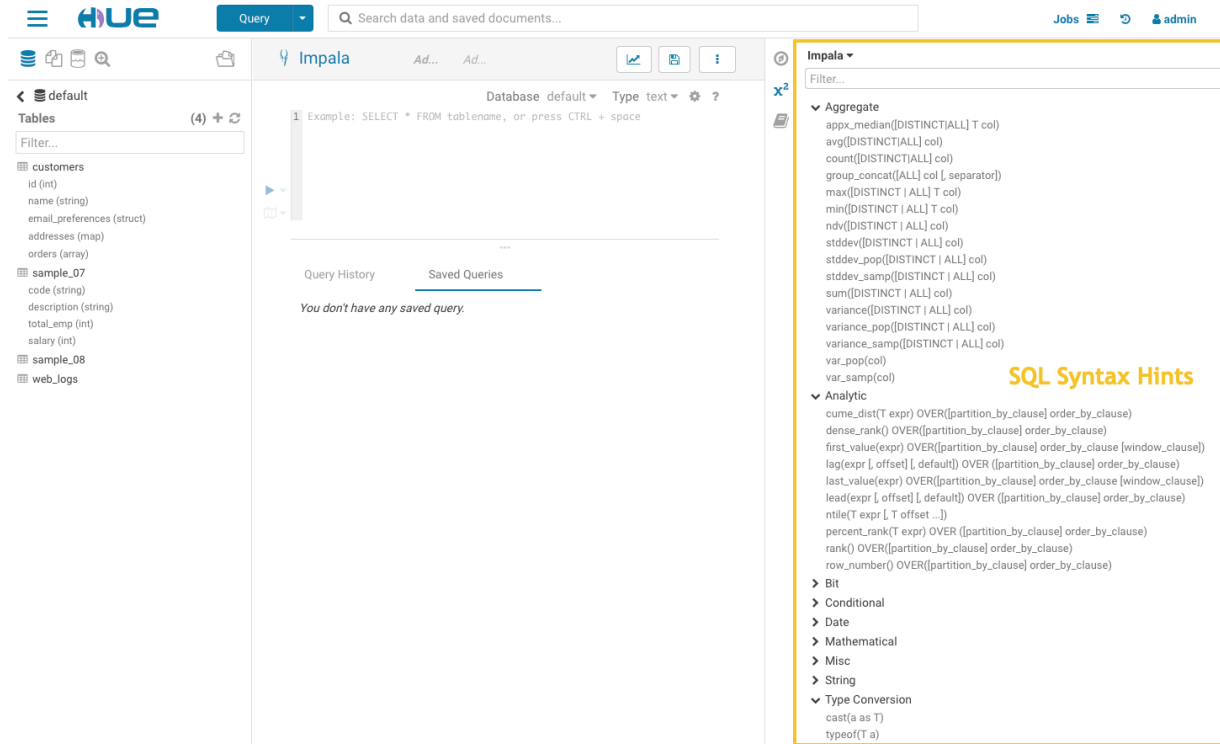 HUE
Query
Search data and saved documents...
Jobs
admin
default
Tables (4)
Filter...
customers
id (int)
name (string)
email_preferences (struct)
addresses (map)
orders (array)
sample_07
code (string)
description (string)
total_emp (int)
salary (int)
sample_08
web_logs
Impala Ad... Ad...
Database default Type text ?
1 Example: SELECT * FROM tablename, or press CTRL + space
Query History Saved Queries
You don't have any saved query.
x²
Impala
Filter...
Aggregate
appx_median([DISTINCT|ALL] T col)
avg([DISTINCT|ALL] col)
count([DISTINCT|ALL] col)
group_concat([ALL] col [, separator])
max([DISTINCT | ALL] T col)
min([DISTINCT | ALL] T col)
ndv([DISTINCT | ALL] col)
stddev([DISTINCT | ALL] col)
stddev_pop([DISTINCT | ALL] col)
stddev_samp([DISTINCT | ALL] col)
sum([DISTINCT | ALL] col)
variance([DISTINCT | ALL] col)
variance_pop([DISTINCT | ALL] col)
variance_samp([DISTINCT | ALL] col)
var_pop(col)
var_samp(col)
SQL Syntax Hints
Analytic
cume_dist(T expr) OVER([partition_by_clause] order_by_clause)
dense_rank() OVER([partition_by_clause] order_by_clause)
first_value(expr) OVER([partition_by_clause] order_by_clause [window_clause])
lag(expr [, offset] [, default]) OVER ([partition_by_clause] order_by_clause)
last_value(expr) OVER([partition_by_clause] order_by_clause [window_clause])
lead(expr [, offset] [, default]) OVER ([partition_by_clause] order_by_clause)
ntile(T expr [, T offset ...])
percent_rank(T expr) OVER ([partition_by_clause] order_by_clause)
rank() OVER([partition_by_clause] order_by_clause)
row_number() OVER([partition_by_clause] order_by_clause)
Bit
Conditional
Date
Mathematical
Misc
String
Type Conversion
cast(a as T)
typeof(T a)